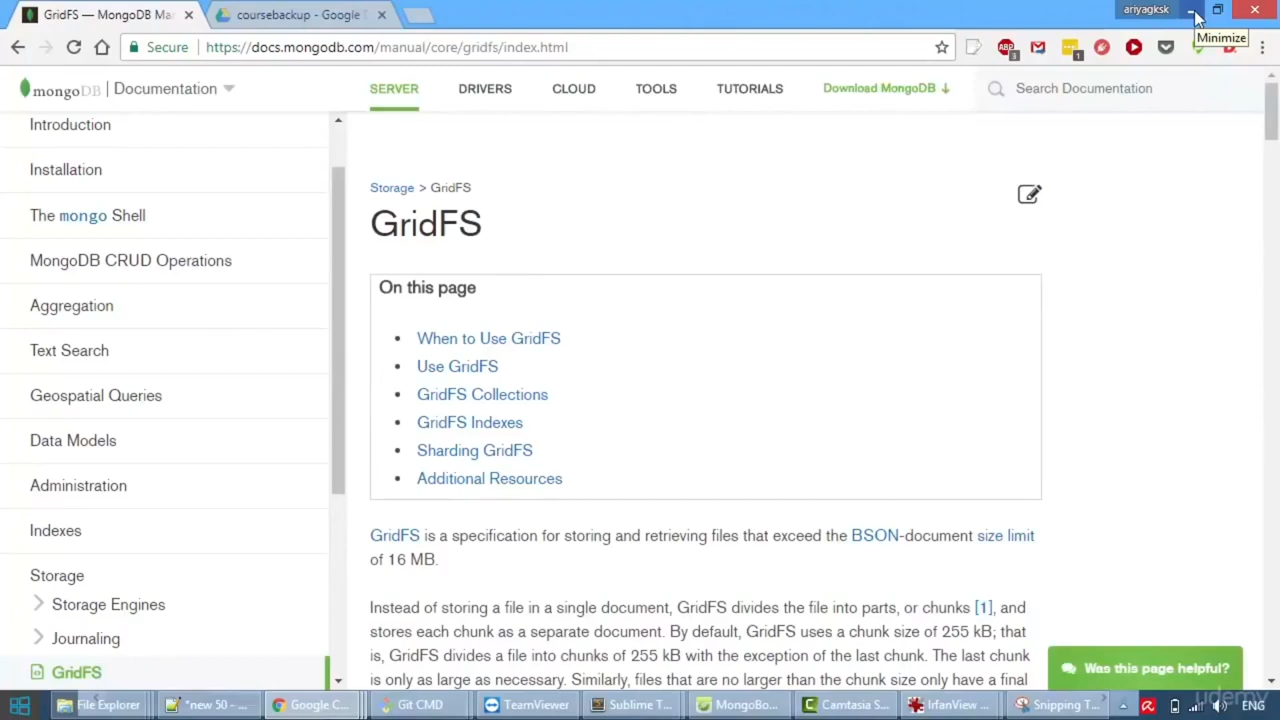 GridFS — MongoDB Ma
coursebackup - Google
ariyagksk
Minimize
Secure
https://docs.mongodb.com/manual/core/gridfs/index.html
ABP
3
1
mongoDB
Documentation
SERVER
DRIVERS
CLOUD
TOOLS
TUTORIALS
Download MongoDB
Search Documentation
Introduction
Installation
The mongo Shell
MongoDB CRUD Operations
Aggregation
Text Search
Geospatial Queries
Data Models
Administration
Indexes
Storage
Storage Engines
Journaling
GridFS
Storage > GridFS
GridFS
On this page
• When to Use GridFS
• Use GridFS
• GridFS Collections
• GridFS Indexes
• Sharding GridFS
• Additional Resources
GridFS is a specification for storing and retrieving files that exceed the BSON-document size limit
of 16 MB.
Instead of storing a file in a single document, GridFS divides the file into parts, or chunks [1], and
stores each chunk as a separate document. By default, GridFS uses a chunk size of 255 kB; that
is, GridFS divides a file into chunks of 255 kB with the exception of the last chunk. The last chunk
is only as large as necessary. Similarly, files that are no larger than the chunk size only have a final
Was this page helpful?
File Explorer
*new 50 - ...
Google C...
Git CMD
TeamViewer
Sublime T...
MongoBo...
Camtasia S...
IrfanView ...
Snipping T...
ENG
udemy